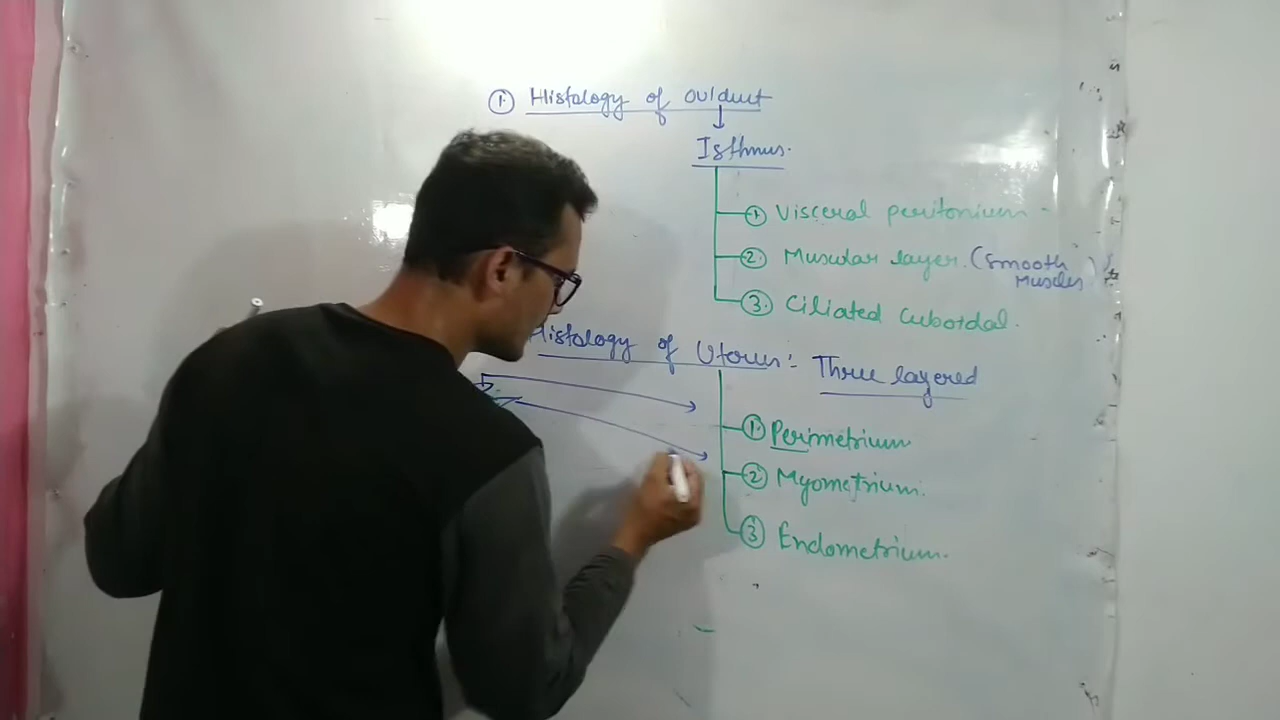 ① Histology of oviduct
Isthmus.
① Visceral peritonium -
② Muscular layer. (smooth
muscles)
③ Ciliated cuboidal.
Histology of Uterus:- Three layered
① Perimetrium
② Myometrium.
③ Endometrium.